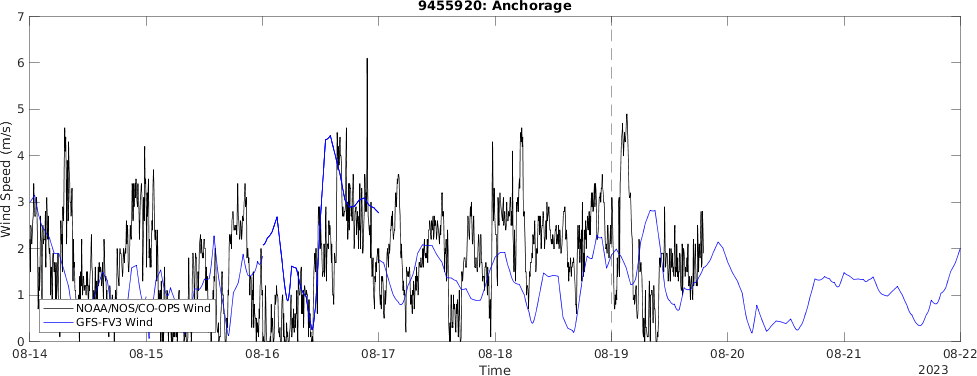 9455920: Anchorage
7
6
5
4
3
2
1
0
Wind Speed (m/s)
NOAA/NOS/CO-OPS Wind
GFS-FV3 Wind
08-14 08-15 08-16 08-17 08-18 08-19 08-20 08-21 08-22
Time
2023